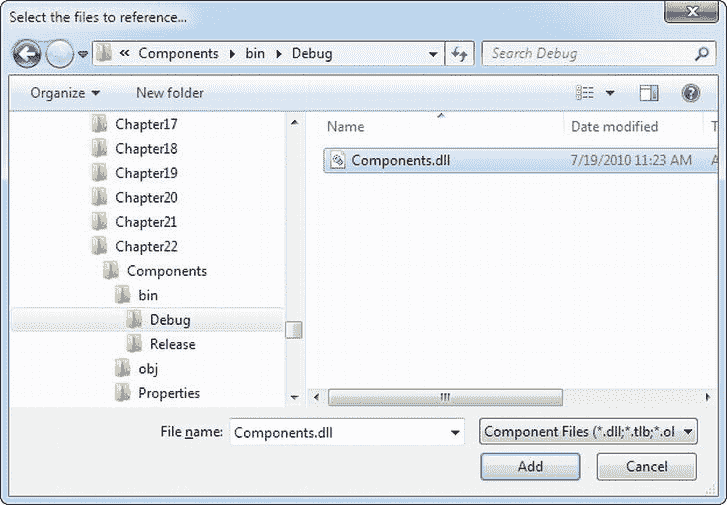 Select the files to reference...
« Components ▸ bin ▸ Debug
Search Debug
Organize
New folder
Name
Date modified
T
Chapter17
Chapter18
Chapter19
Chapter20
Chapter21
Chapter22
Components
bin
Debug
Release
obj
Properties
Components.dll
7/19/2010 11:23 AM
A
File name:
Components.dll
Component Files (*.dll;*.tlb;*.ol
Add
Cancel